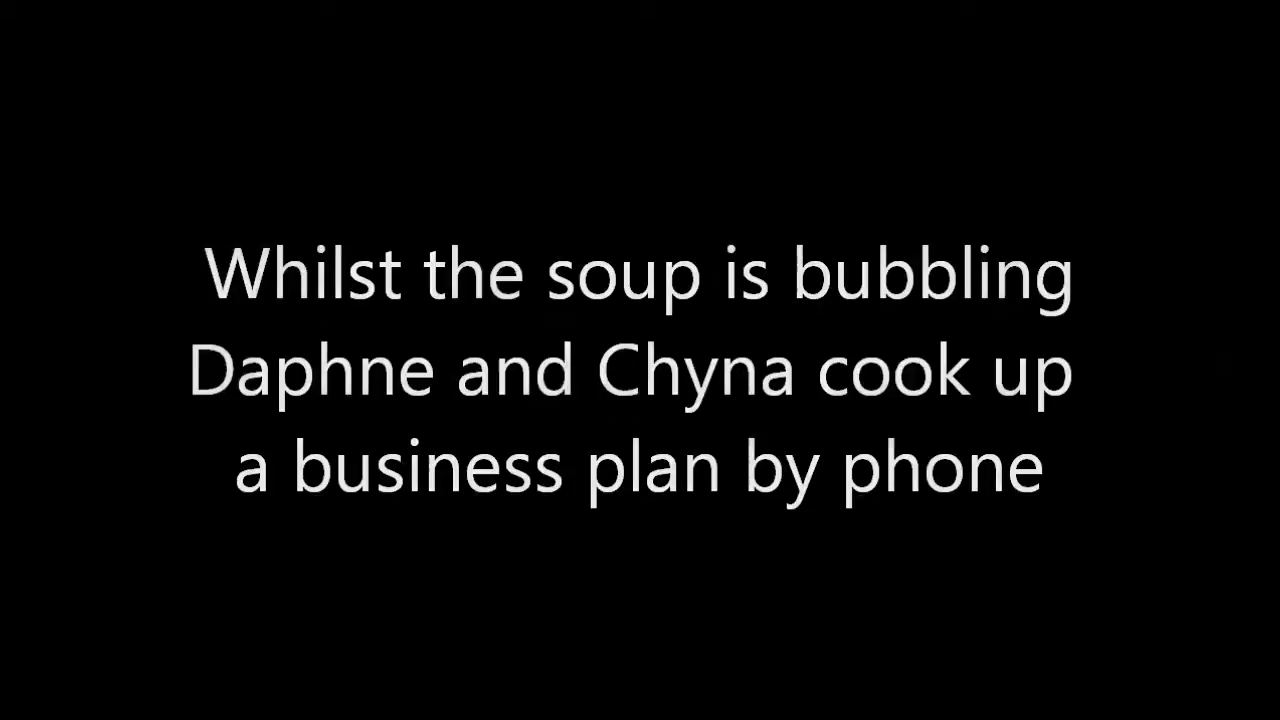 Whilst the soup is bubbling
Daphne and Chyna cook up
a business plan by phone